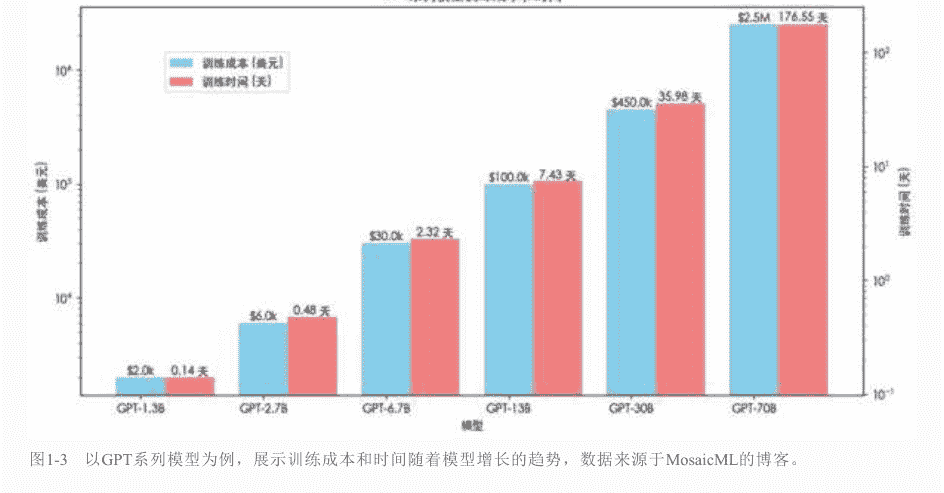 训练成本 (美元)
训练时间 (天)
$2.0k
0.14 天
$6.0k
0.48 天
$30.0k
2.32 天
$100.0k
7.43 天
$450.0k
35.98 天
$2.5M
176.55 天
10⁶
10⁵
10⁴
训练成本 (美元)
10²
10¹
10⁰
10⁻¹
训练时间 (天)
GPT-1.3B
GPT-2.7B
GPT-6.7B
GPT-13B
GPT-30B
GPT-70B
模型
图1-3 以GPT系列模型为例，展示训练成本和时间随着模型增长的趋势，数据来源于MosaicML的博客。